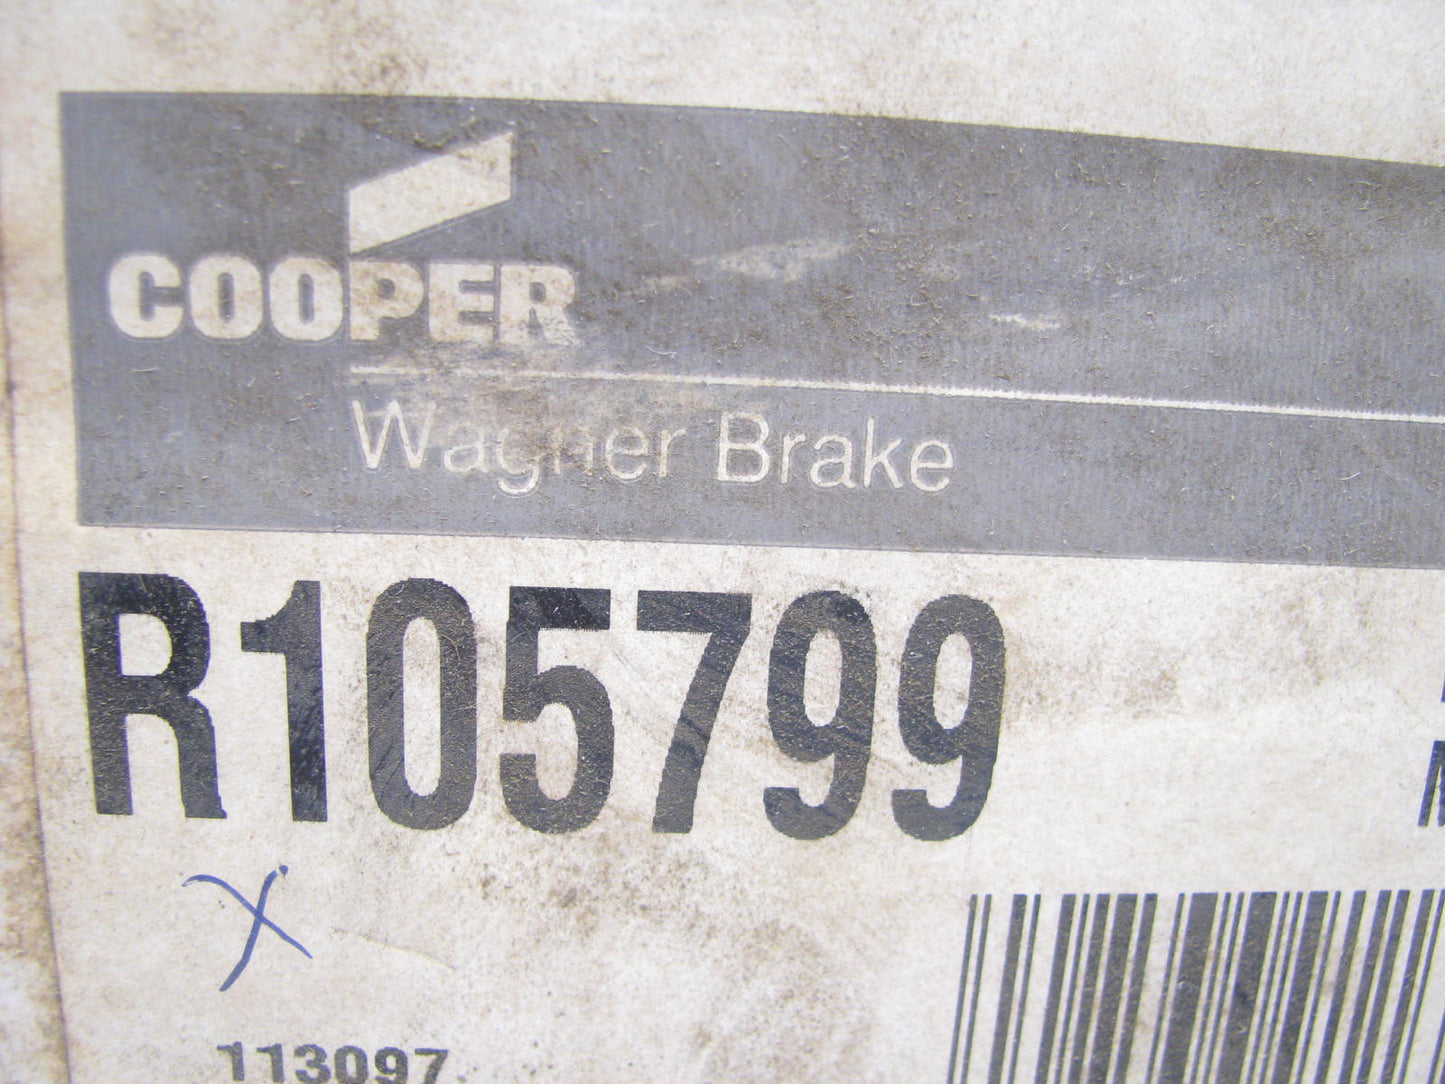 COOPER
Wagner Brake
R105799
M
X
113097